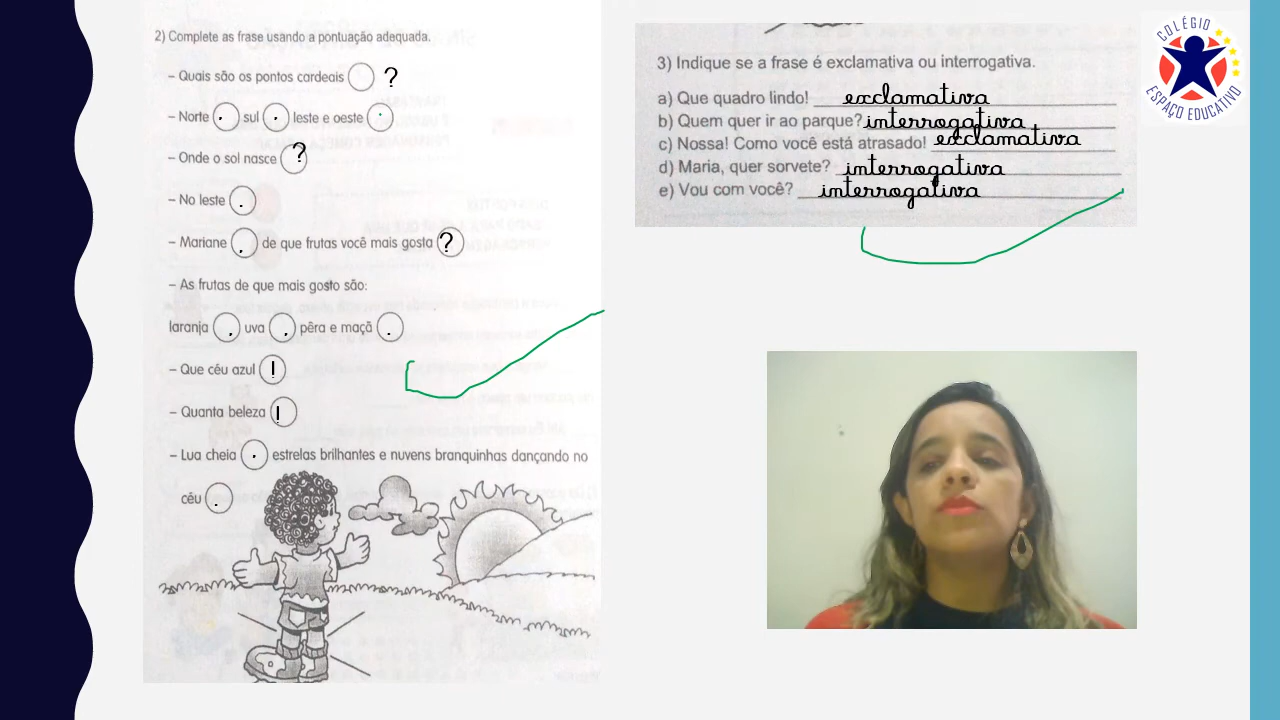 2) Complete as frase usando a pontuação adequada.
– Quais são os pontos cardeais ?
– Norte . sul . leste e oeste .
– Onde o sol nasce ?
– No leste .
– Mariane , de que frutas você mais gosta ?
– As frutas de que mais gosto são:
laranja , uva , pêra e maçã .
– Que céu azul !
– Quanta beleza !
– Lua cheia . estrelas brilhantes e nuvens branquinhas dançando no
céu .
3) Indique se a frase é exclamativa ou interrogativa.
a) Que quadro lindo! exclamativa
b) Quem quer ir ao parque? interrogativa
c) Nossa! Como você está atrasado! exclamativa
d) Maria, quer sorvete? interrogativa
e) Vou com você? interrogativa
COLÉGIO
ESPAÇO EDUCATIVO